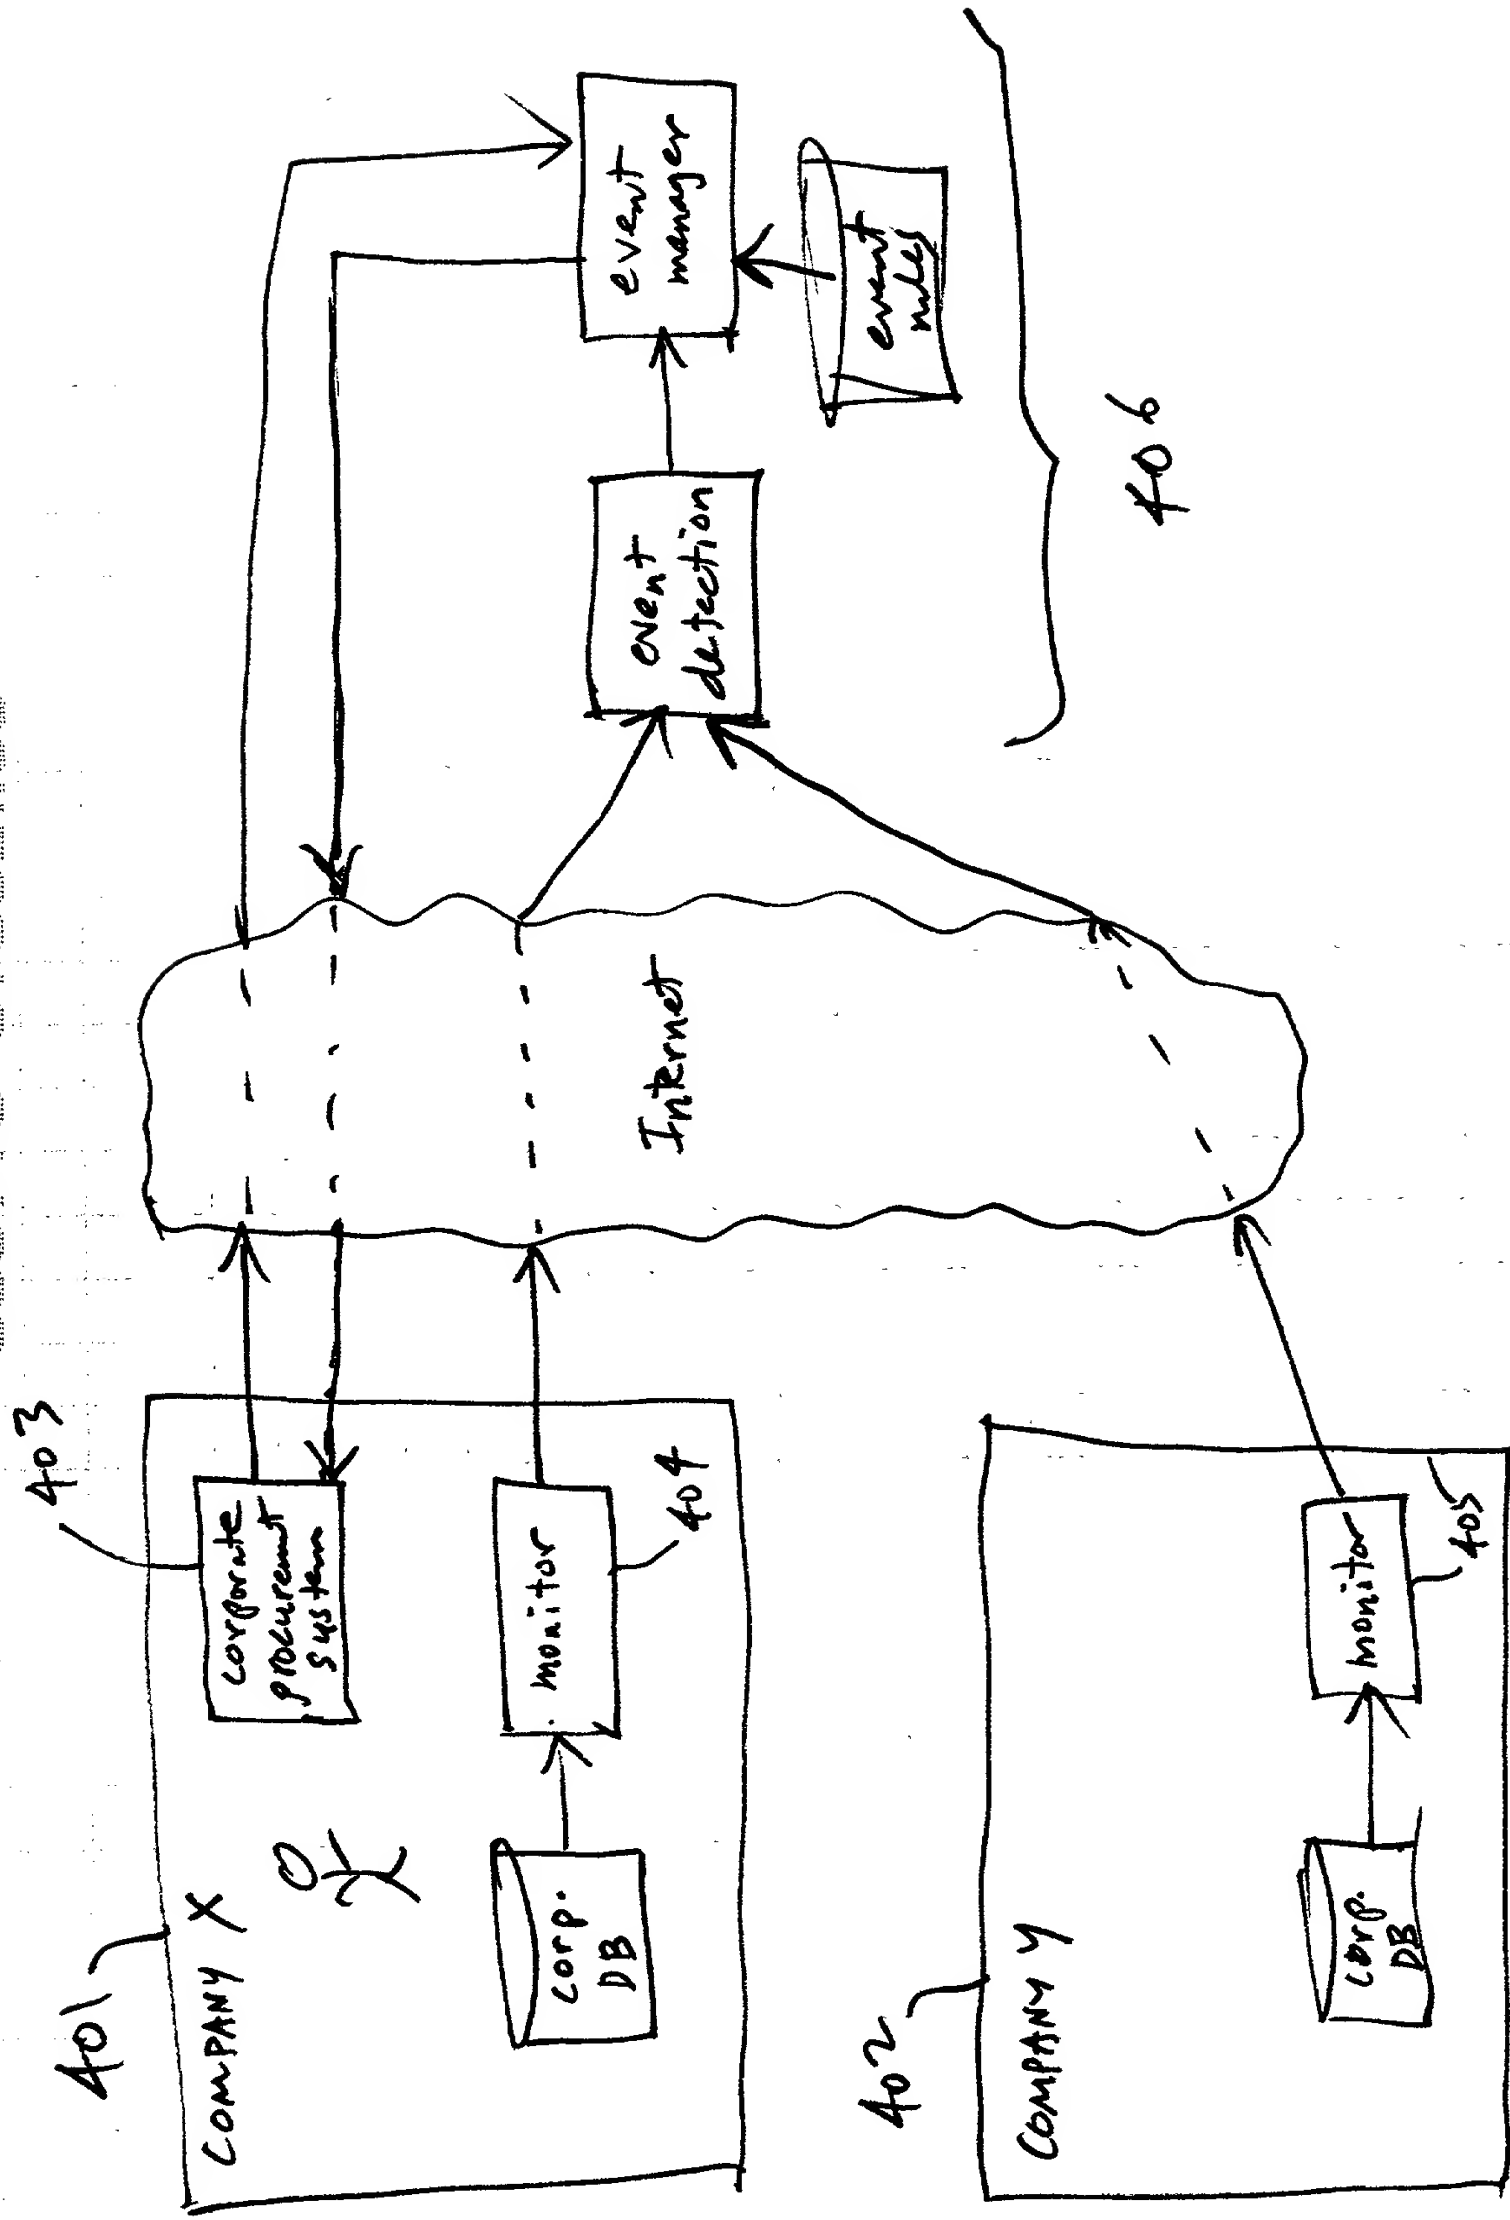 401
COMPANY X
403
corporate
procurement
system
corp.
DB
monitor
404
402
COMPANY Y
corp.
DB
monitor
405
Internet
event
detection
event
manager
event
rules
406